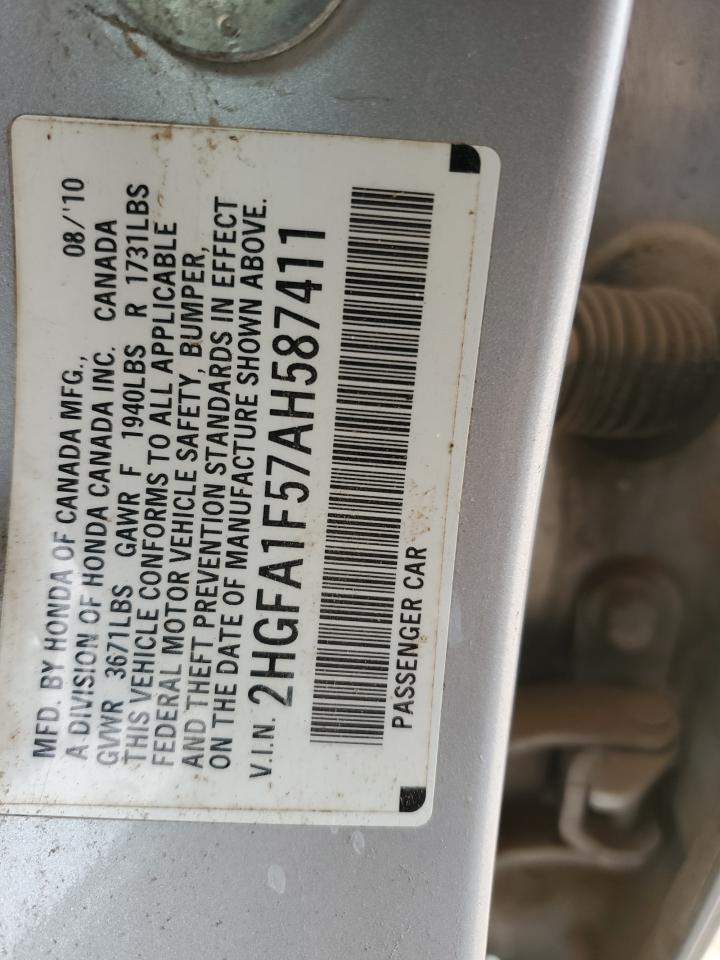 MFD. BY HONDA OF CANADA MFG., 08/'10
A DIVISION OF HONDA CANADA INC. CANADA
GVWR 3671LBS GAWR F 1940LBS R 1731LBS
THIS VEHICLE CONFORMS TO ALL APPLICABLE
FEDERAL MOTOR VEHICLE SAFETY, BUMPER,
AND THEFT PREVENTION STANDARDS IN EFFECT
ON THE DATE OF MANUFACTURE SHOWN ABOVE.
V.I.N. 2HGFA1F57AH587411
PASSENGER CAR